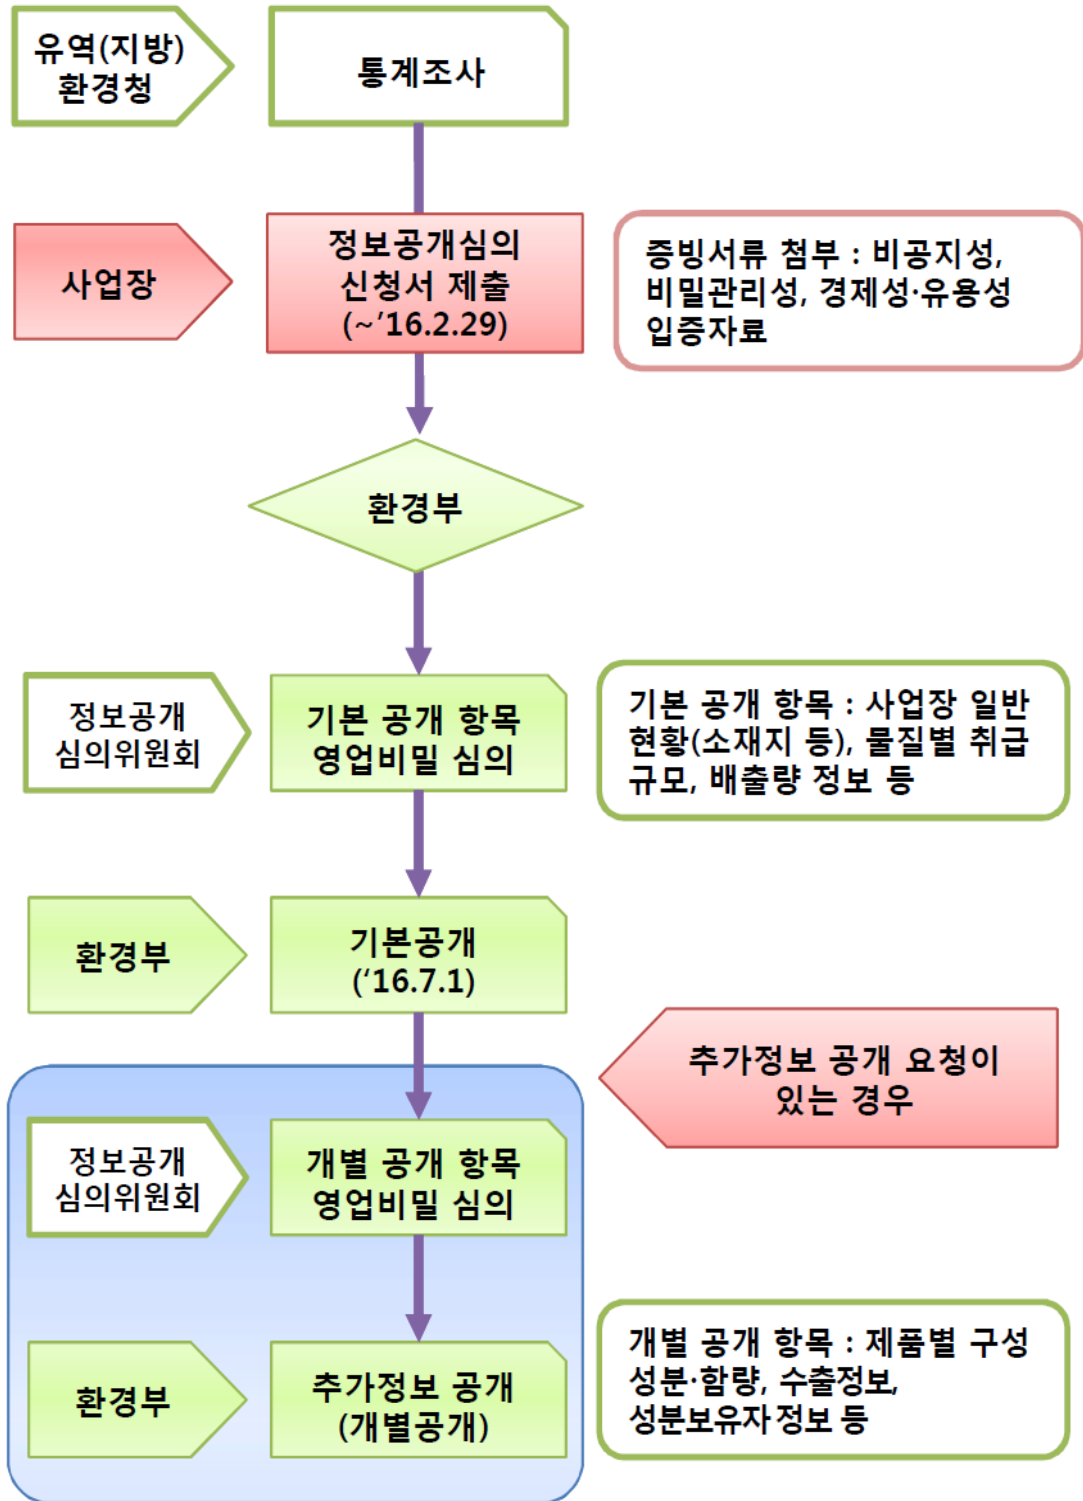 유역(지방)
환경청
통계조사
사업장
정보공개심의
신청서 제출
(~’16.2.29)
증빙서류 첨부 : 비공지성,
비밀관리성, 경제성·유용성
입증자료
환경부
정보공개
심의위원회
기본 공개 항목
영업비밀 심의
기본 공개 항목 : 사업장 일반
현황(소재지 등), 물질별 취급
규모, 배출량 정보 등
환경부
기본공개
(‘16.7.1)
추가정보 공개 요청이
있는 경우
정보공개
심의위원회
개별 공개 항목
영업비밀 심의
환경부
추가정보 공개
(개별공개)
개별 공개 항목 : 제품별 구성
성분·함량, 수출정보,
성분보유자 정보 등